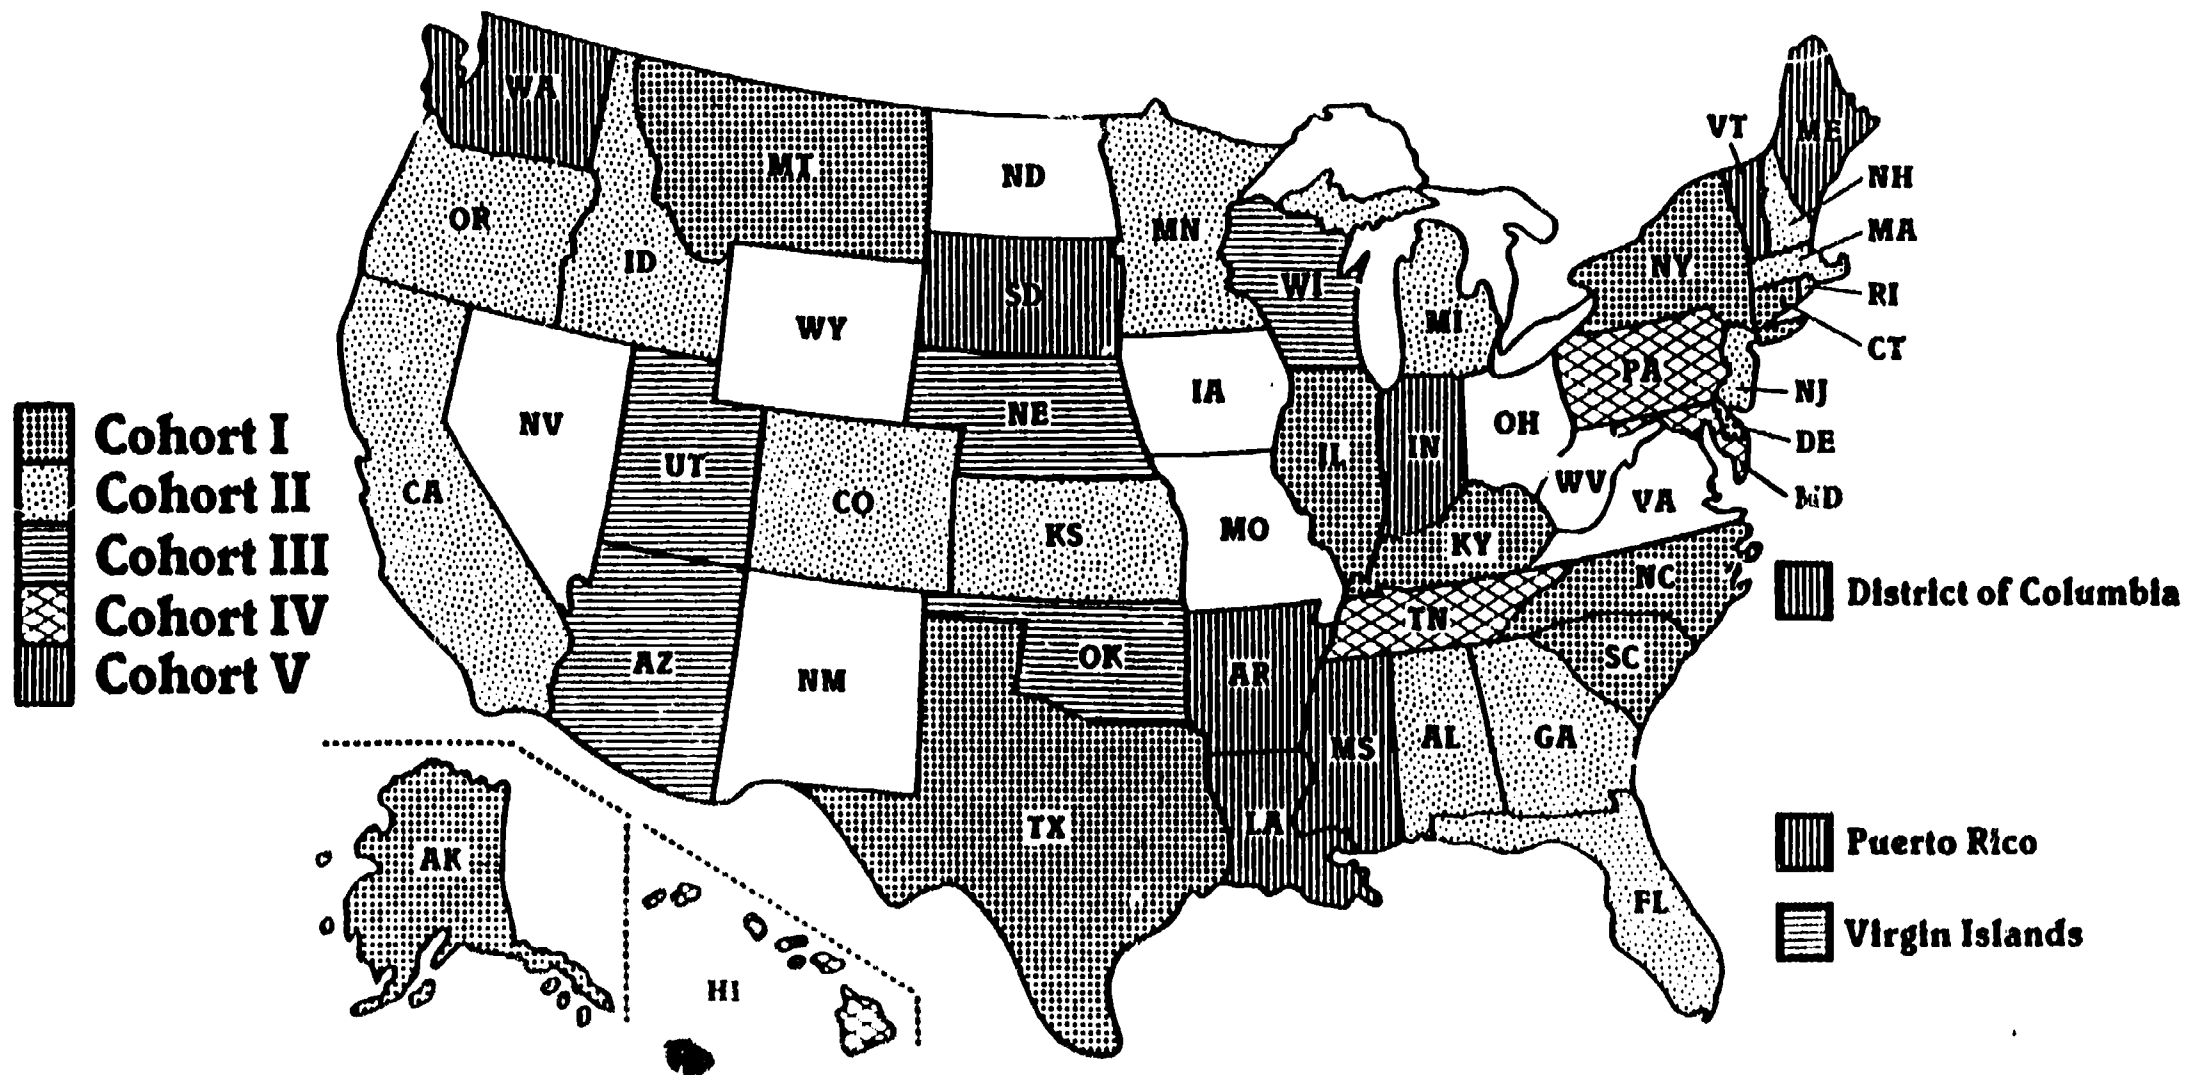 WA
VT
ME
MT
ND
NH
OR
MN
MA
ID
NY
WI
SD
RI
WY
MI
CT
PA
IA
NJ
NE
NV
OH
Cohort I
DE
UT
IL
IN
Cohort II
CA
CO
WV
VA
MD
MO
KS
KY
Cohort III
NC
District of Columbia
Cohort IV
TN
AZ
OK
SC
Cohort V
NM
AR
MS
AL
GA
TX
LA
Puerto Rico
AK
FL
Virgin Islands
HI